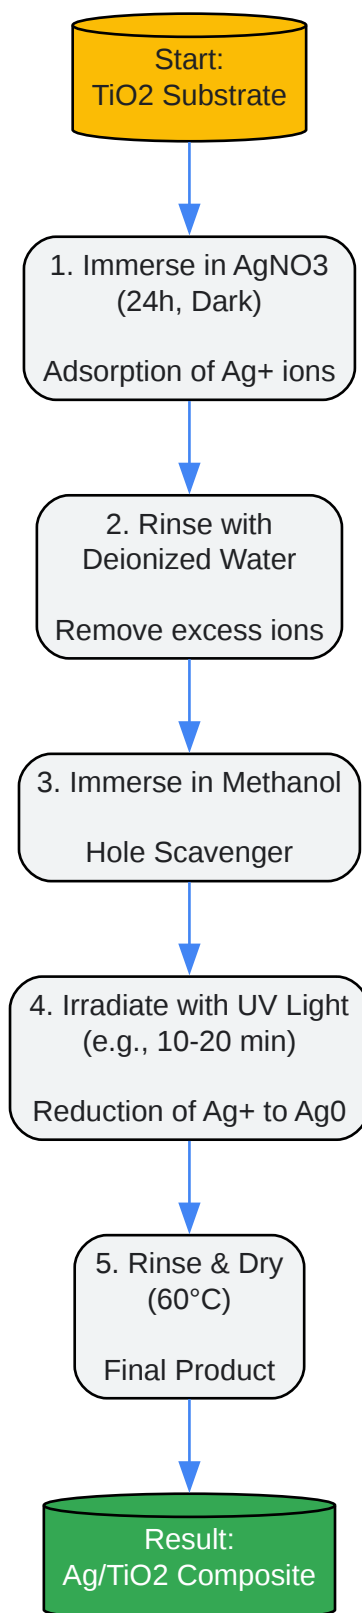 Start:
TiO2 Substrate
1. Immerse in AgNO3
(24h, Dark)
Adsorption of Ag+ ions
2. Rinse with
Deionized Water
Remove excess ions
3. Immerse in Methanol
Hole Scavenger
4. Irradiate with UV Light
(e.g., 10-20 min)
Reduction of Ag+ to Ag0
5. Rinse & Dry
(60°C)
Final Product
Result:
Ag/TiO2 Composite